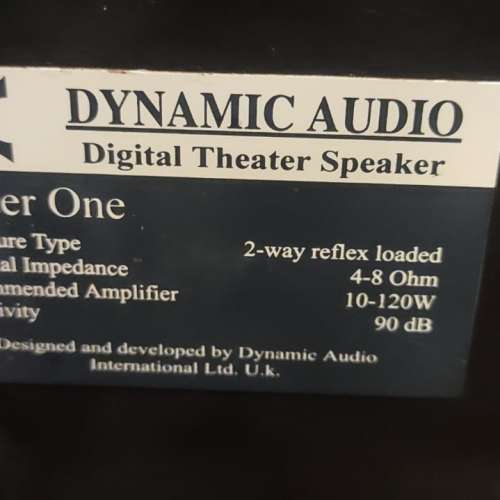 DYNAMIC AUDIO
Digital Theater Speaker
er One
ure Type 2-way reflex loaded
al Impedance 4-8 Ohm
mmended Amplifier 10-120W
ivity 90 dB
Designed and developed by Dynamic Audio
International Ltd. U.k.